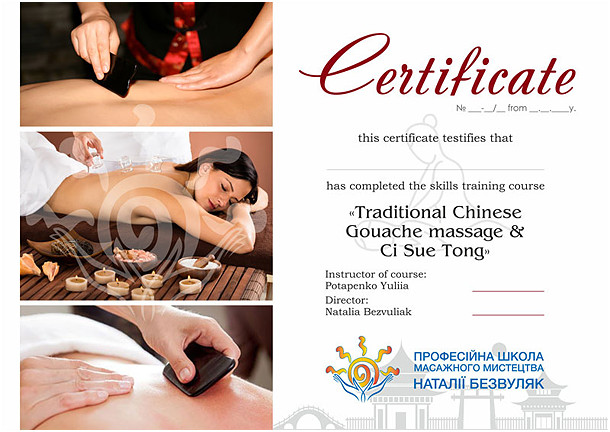 Certificate
№ ___-__/__ from __.__.____y.
this certificate testifies that
has completed the skills training course
«Traditional Chinese
Gouache massage &
Ci Sue Tong»
Instructor of course:
Potapenko Yuliia
Director:
Natalia Bezvuliak
ПРОФЕСІЙНА ШКОЛА
МАСАЖНОГО МИСТЕЦТВА
НАТАЛІЇ БЕЗВУЛЯК